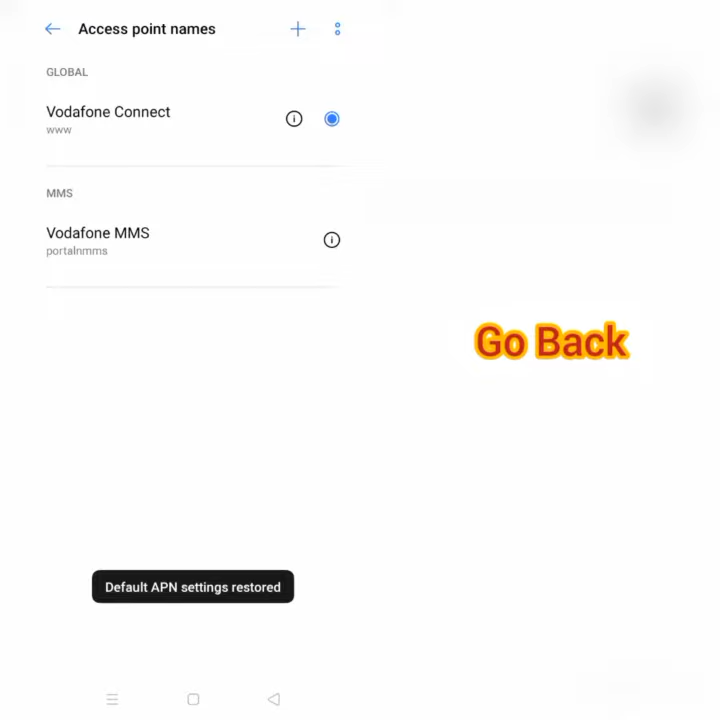 Access point names
GLOBAL
Vodafone Connect
www
MMS
Vodafone MMS
portalnmms
Go Back
Default APN settings restored